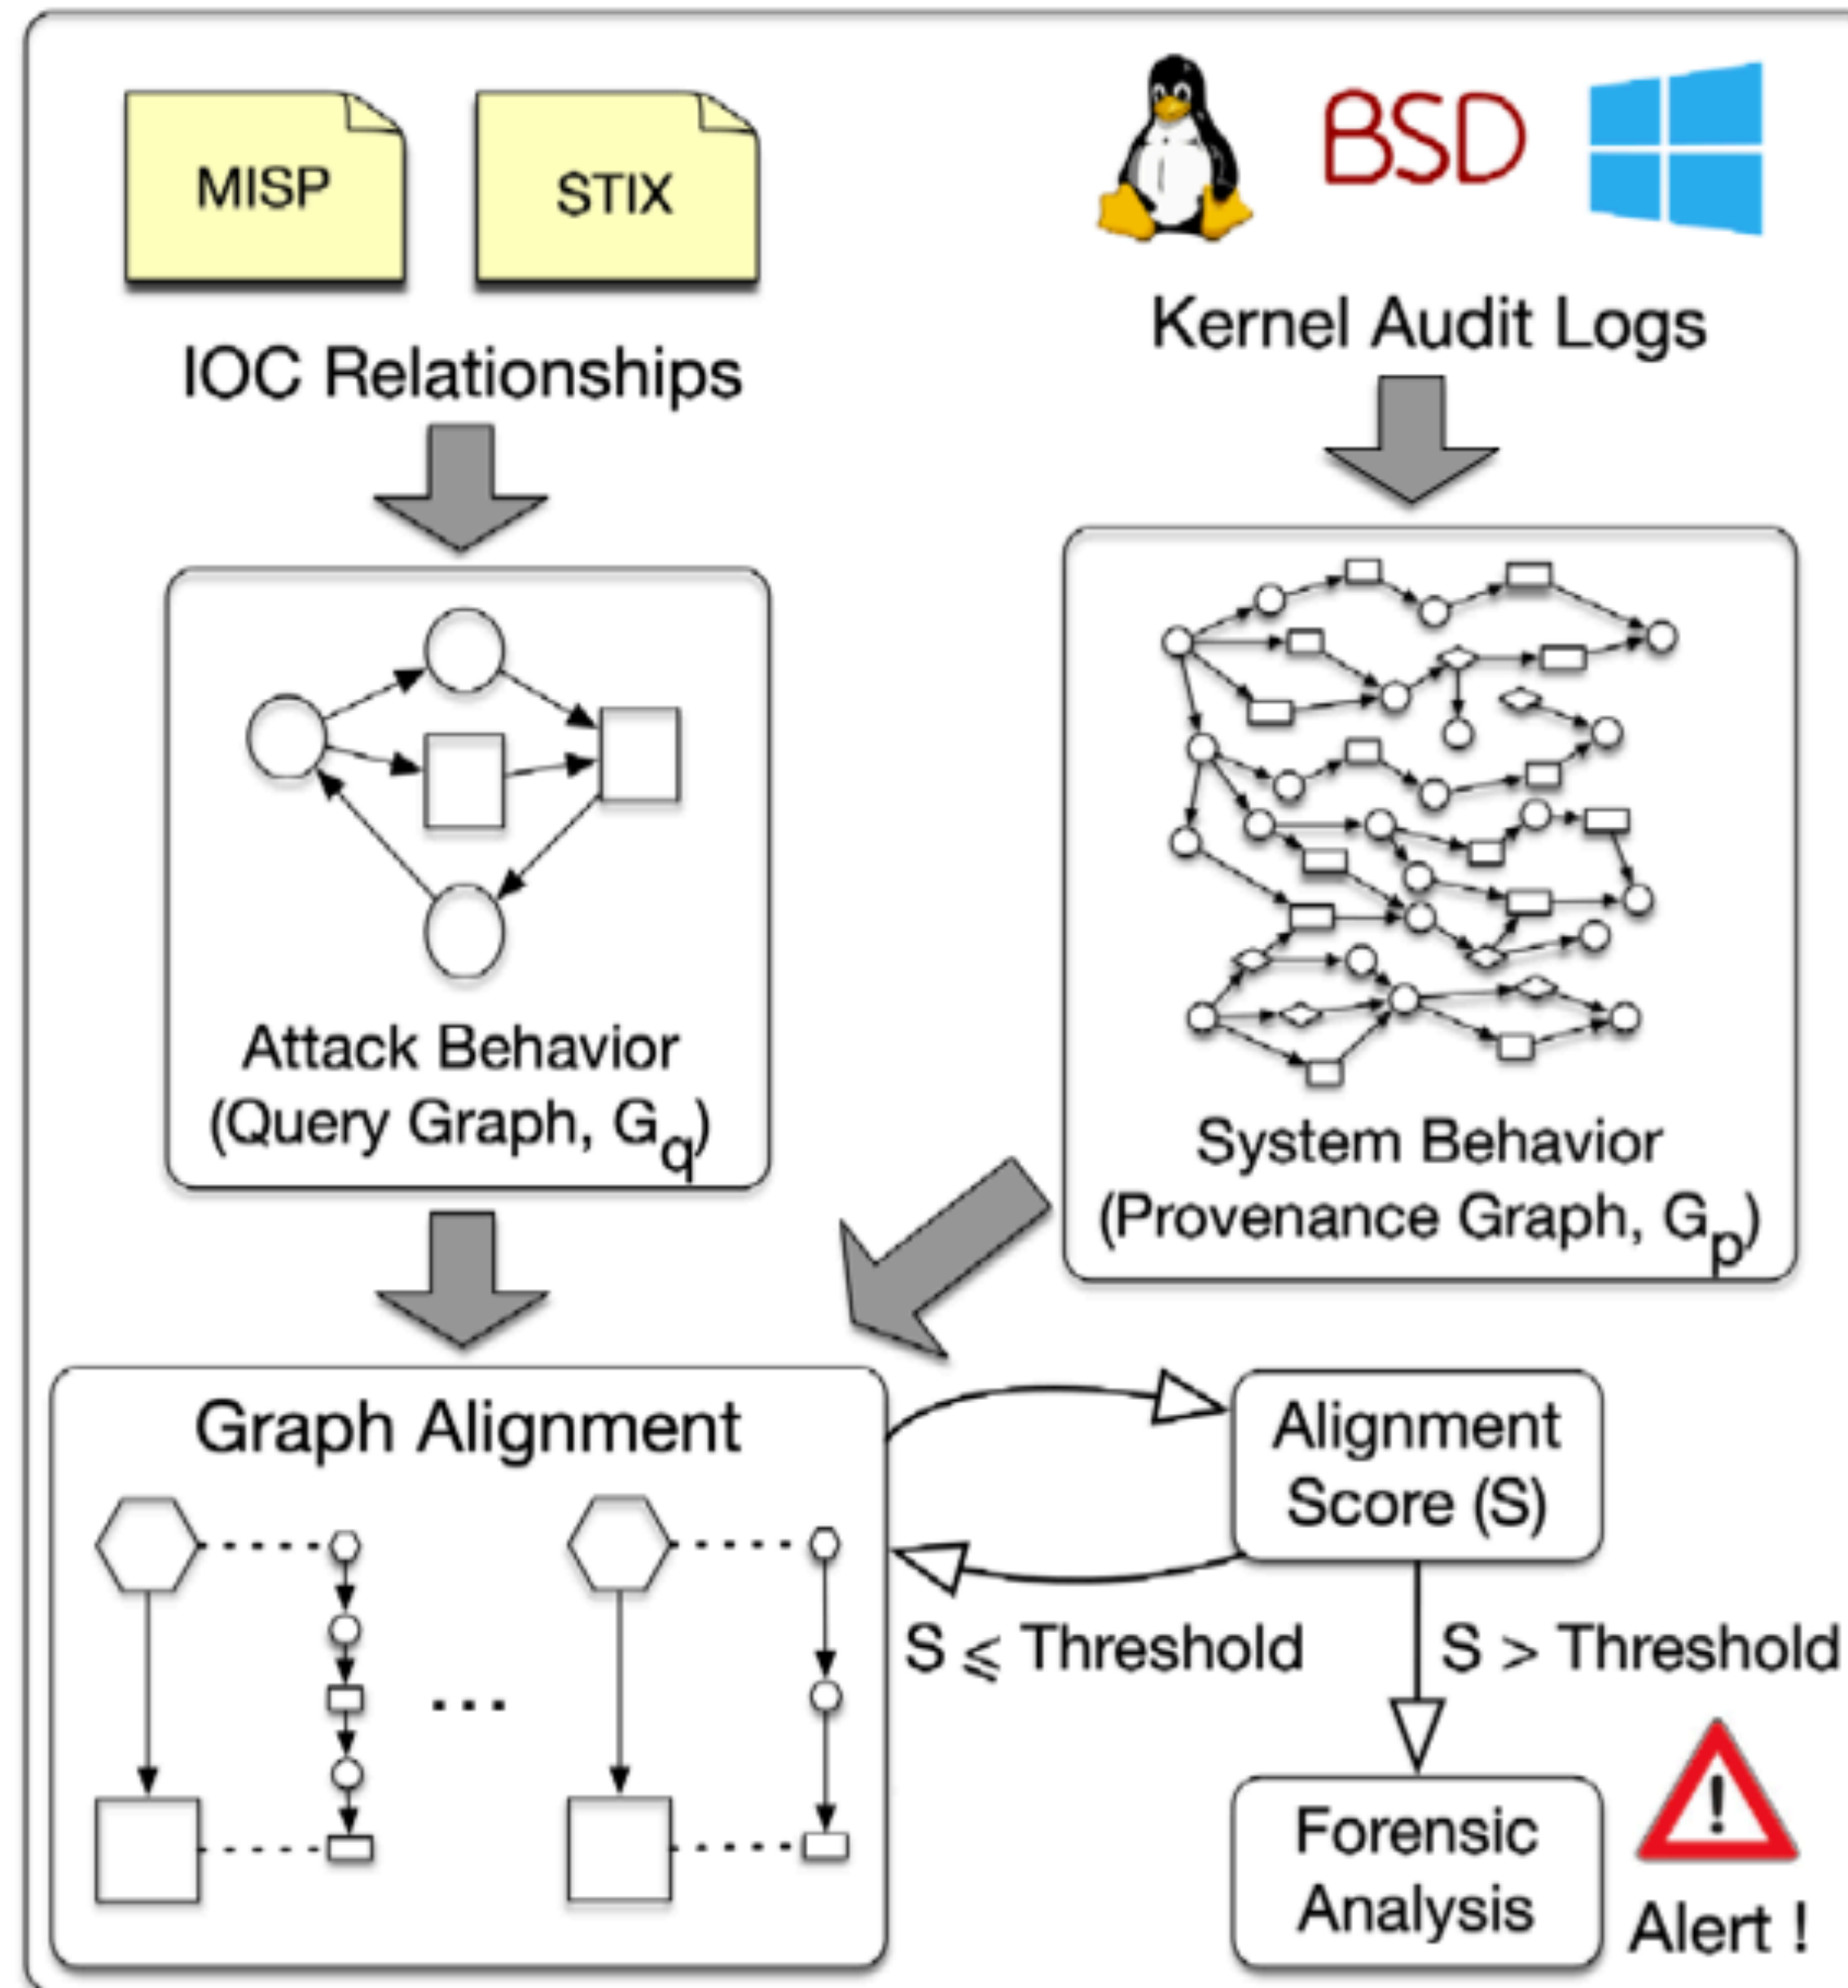 MISP
STIX
IOC Relationships
BSD
Kernel Audit Logs
Attack Behavior
(Query Graph, Gq)
System Behavior
(Provenance Graph, Gp)
Graph Alignment
...
Alignment
Score (S)
S ⩽ Threshold
S > Threshold
Forensic
Analysis
!
Alert !